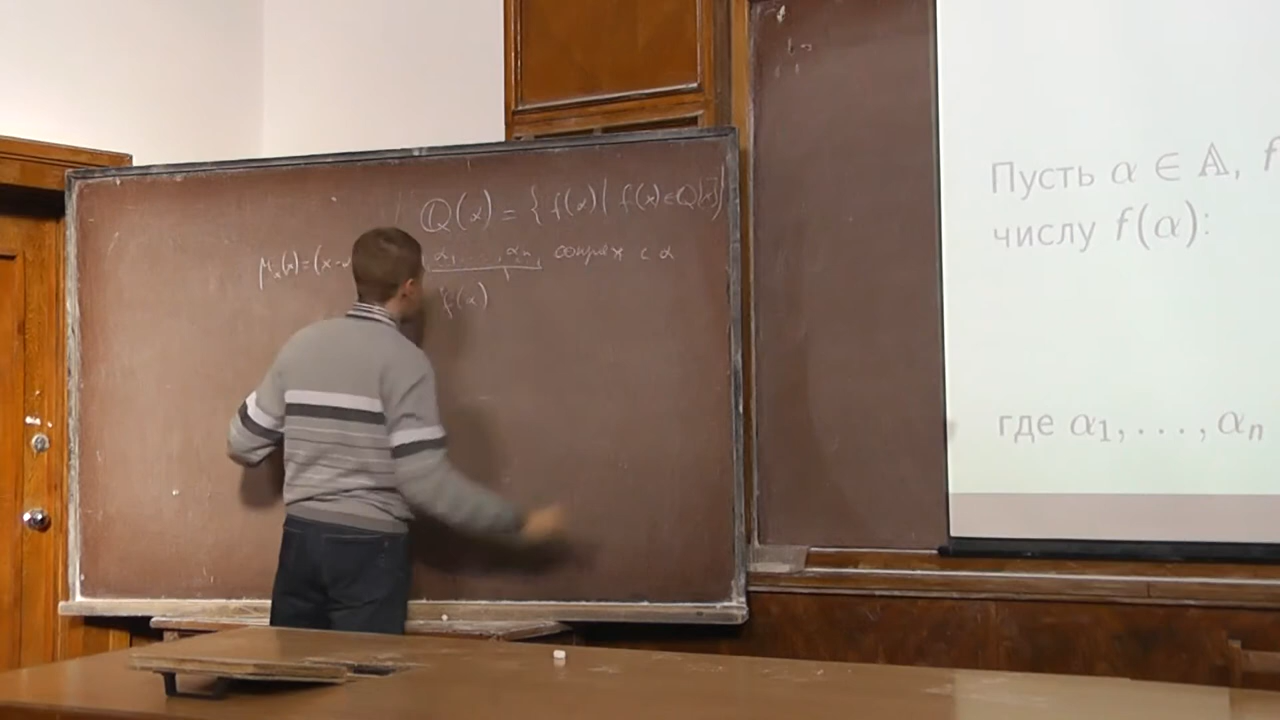 Q(α) = { f(α) | f(x) ∈ Q[x] }
μα(x) = (x - α
α1, ..., αn, сопряж с α
f(α)
Пусть α ∈ 𝔸, f
числу f(α):
где α1, ..., αn